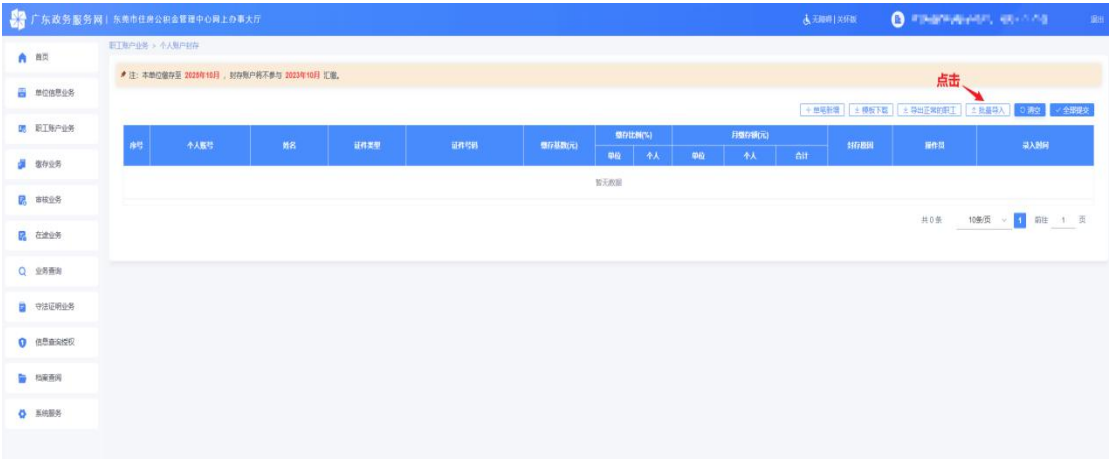 广东政务服务网 | 东莞市住房公积金管理中心网上办事大厅 无障碍 | 关怀版 退出
首页
单位信息业务
职工账户业务
缴存业务
审核业务
在途业务
业务查询
守法证明业务
信息查询授权
档案查阅
系统服务
职工账户业务 > 个人账户封存
注：本单位缴存至 2025年10月 ，封存账户将不参与 2023年10月 汇缴。
点击
单笔新增 模板下载 导出正常的职工 批量导入 清空 全部提交
序号 个人账号 姓名 证件类型 证件号码 缴存基数(元) 缴存比例(%) 月缴存额(元) 封存原因 操作员 录入时间
单位 个人 单位 个人 合计
暂无数据
共 0 条 10条/页 1 前往 1 页